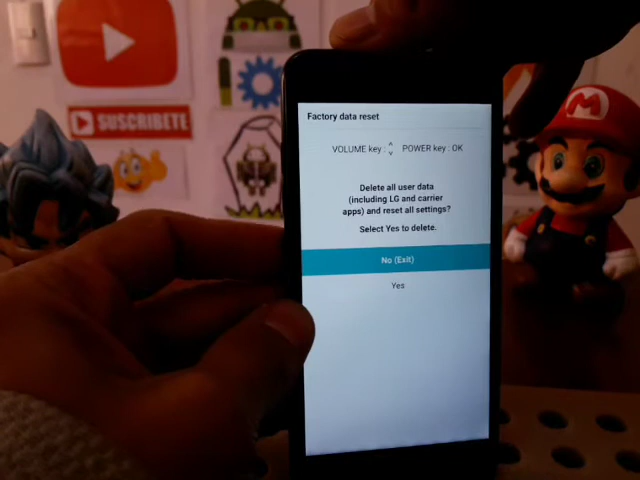 SUSCRIBETE
M
Factory data reset
VOLUME key : POWER key : OK
Delete all user data
(including LG and carrier
apps) and reset all settings?
Select Yes to delete.
No (Exit)
Yes